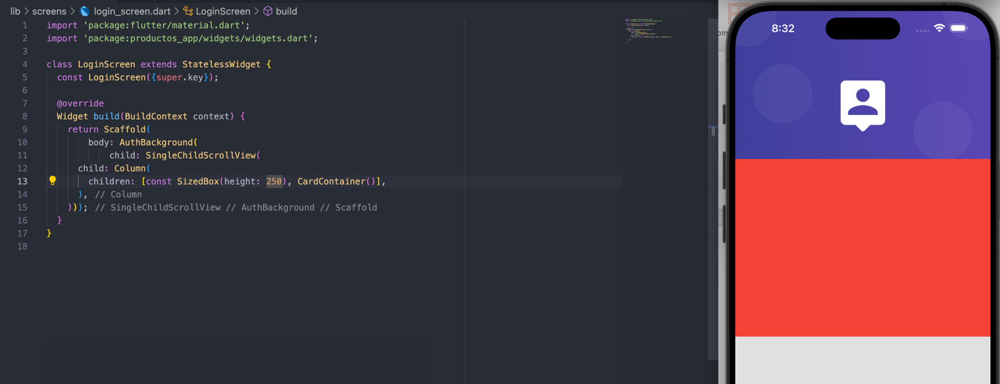 lib > screens > login_screen.dart > LoginScreen > build
1 import 'package:flutter/material.dart';
2 import 'package:productos_app/widgets/widgets.dart';
3
4 class LoginScreen extends StatelessWidget {
5 const LoginScreen({super.key});
6
7 @override
8 Widget build(BuildContext context) {
9 return Scaffold(
10 body: AuthBackground(
11 child: SingleChildScrollView(
12 child: Column(
13 children: [const SizedBox(height: 250), CardContainer()],
14 ), // Column
15 ))); // SingleChildScrollView // AuthBackground // Scaffold
16 }
17 }
18
8:32